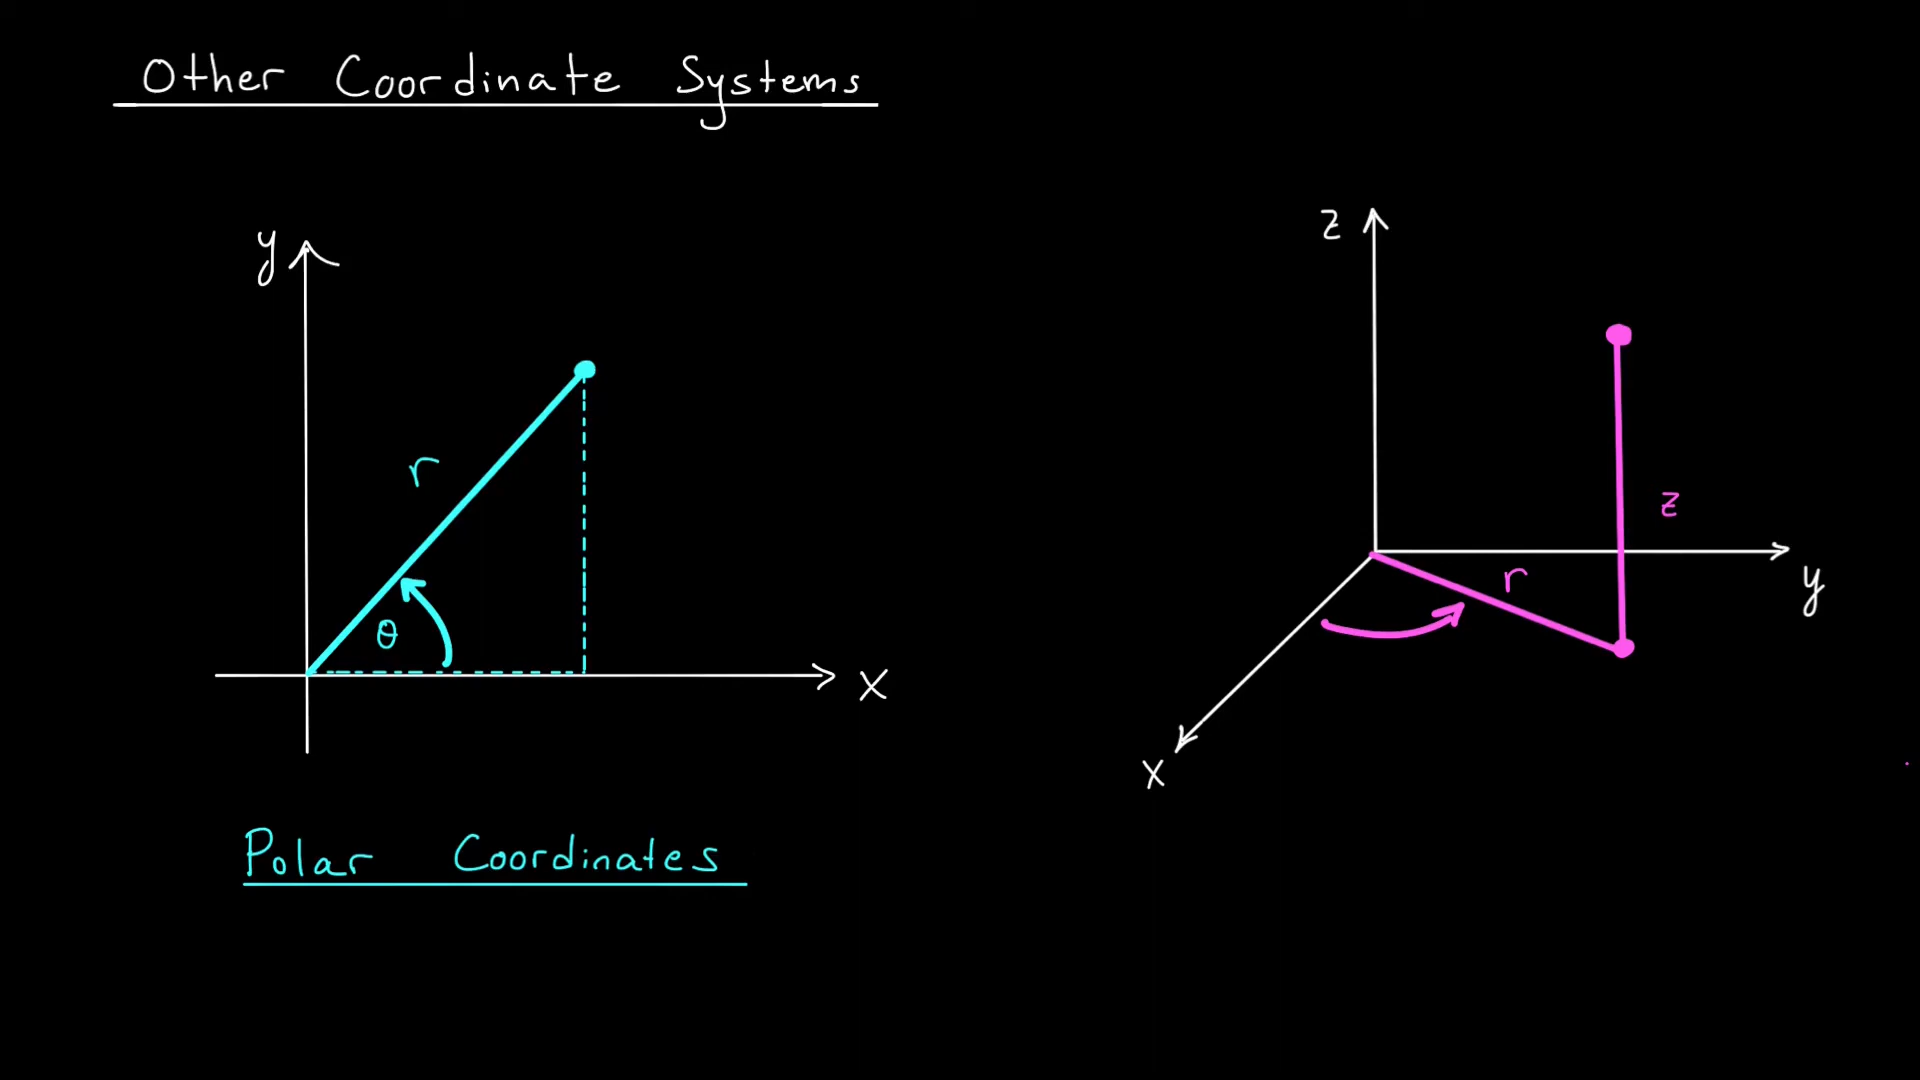 Other Coordinate Systems
y
r
θ
x
Polar Coordinates
z
z
r
y
x